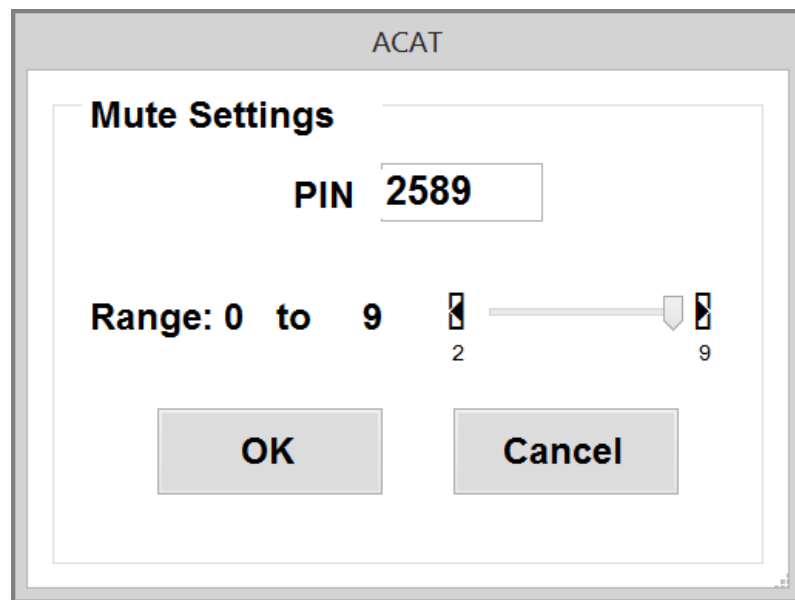 ACAT
Mute Settings
PIN 2589
Range: 0 to 9
2 9
OK Cancel